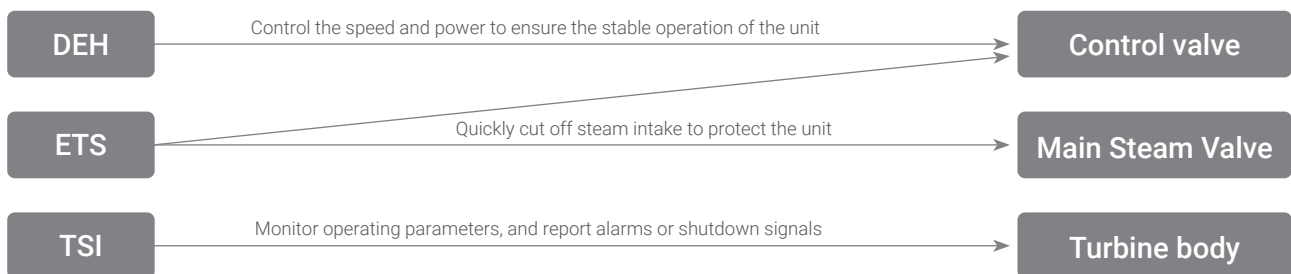 DEH
Control the speed and power to ensure the stable operation of the unit
Control valve
ETS
Quickly cut off steam intake to protect the unit
Main Steam Valve
TSI
Monitor operating parameters, and report alarms or shutdown signals
Turbine body